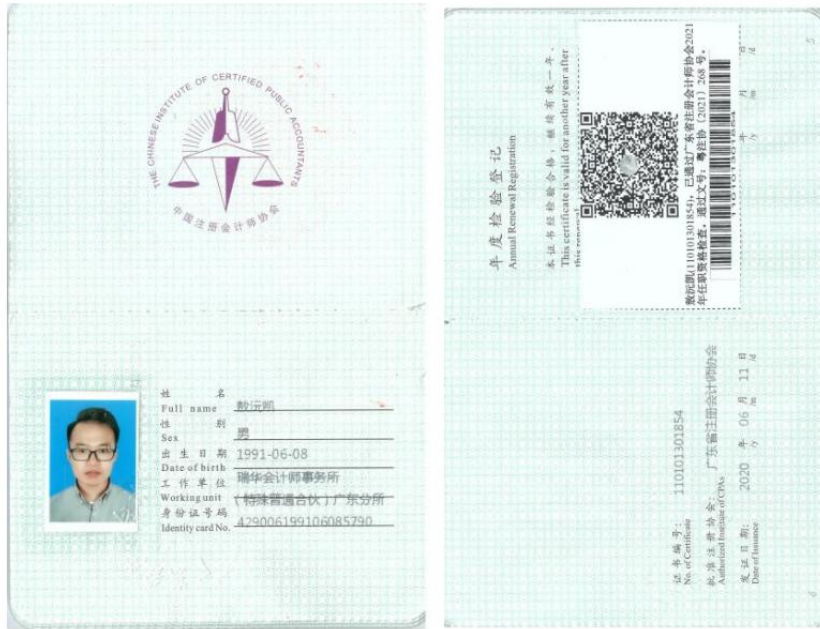 THE CHINESE INSTITUTE OF CERTIFIED PUBLIC ACCOUNTANTS
中国注册会计师协会
姓 名
Full name
性 别 男
Sex
出生日期 1991-06-08
Date of birth
工作单位 瑞华会计师事务所
Working unit (特殊普通合伙)广东分所
身份证号码 429006199106085790
Identity card No.
年度检验登记
Annual Renewal Registration
本证书经检验合格,继续有效一年。
This certificate is valid for another year after
this renewal
(110101301854),已通过广东省注册会计师协会2021
年任职资格检查。通过文号:粤注协(2021)268号。
110101301854
年 月 日
/y /m /d
5
证书编号: 110101301854
No. of Certificate
批准注册协会: 广东省注册会计师协会
Authorized Institute of CPAs
发证日期: 2020 年 06 月 11 日
Date of Issuance /y /m /d
6